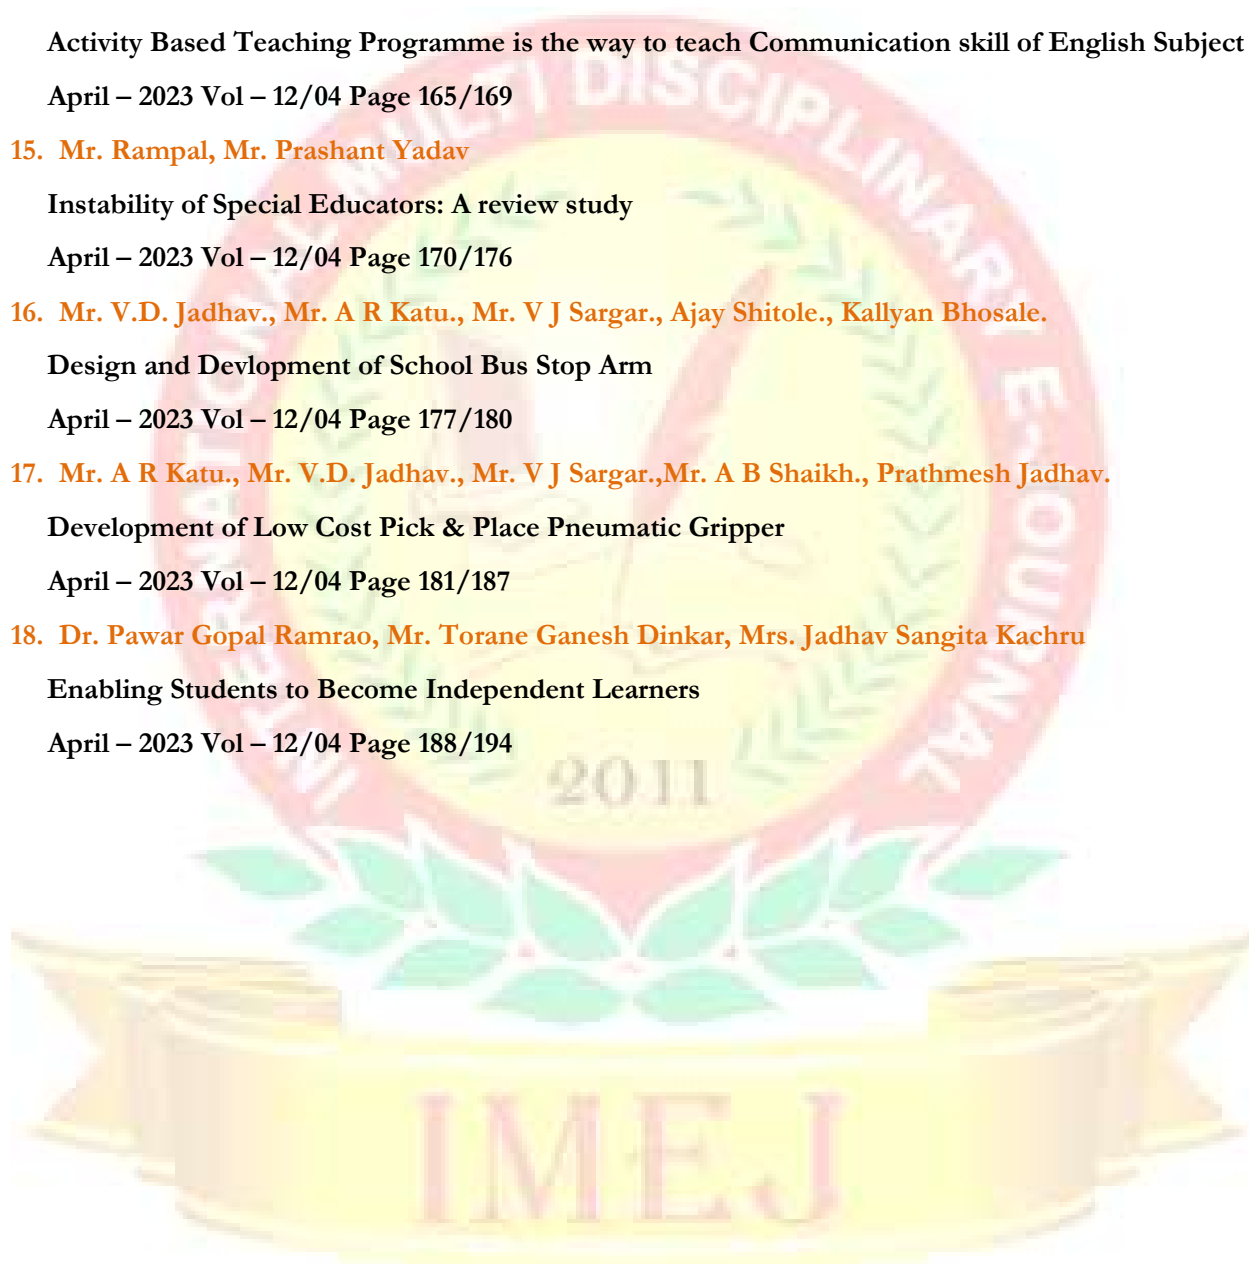 Activity Based Teaching Programme is the way to teach Communication skill of English Subject
April – 2023 Vol – 12/04 Page 165/169
15. Mr. Rampal, Mr. Prashant Yadav
Instability of Special Educators: A review study
April – 2023 Vol – 12/04 Page 170/176
16. Mr. V.D. Jadhav., Mr. A R Katu., Mr. V J Sargar., Ajay Shitole., Kallyan Bhosale.
Design and Devlopment of School Bus Stop Arm
April – 2023 Vol – 12/04 Page 177/180
17. Mr. A R Katu., Mr. V.D. Jadhav., Mr. V J Sargar.,Mr. A B Shaikh., Prathmesh Jadhav.
Development of Low Cost Pick & Place Pneumatic Gripper
April – 2023 Vol – 12/04 Page 181/187
18. Dr. Pawar Gopal Ramrao, Mr. Torane Ganesh Dinkar, Mrs. Jadhav Sangita Kachru
Enabling Students to Become Independent Learners
April – 2023 Vol – 12/04 Page 188/194
INTERNATIONAL MULTI DISCIPLINARY E-JOURNAL
2011
IMEJ